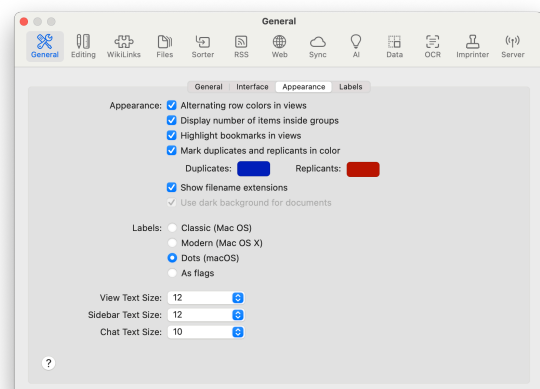 General
General Editing WikiLinks Files Sorter RSS Web Sync AI Data OCR Imprinter Server
General Interface Appearance Labels
Appearance: Alternating row colors in views
Display number of items inside groups
Highlight bookmarks in views
Mark duplicates and replicants in color
Duplicates: Replicants:
Show filename extensions
Use dark background for documents
Labels: Classic (Mac OS)
Modern (Mac OS X)
Dots (macOS)
As flags
View Text Size: 12
Sidebar Text Size: 12
Chat Text Size: 10
?